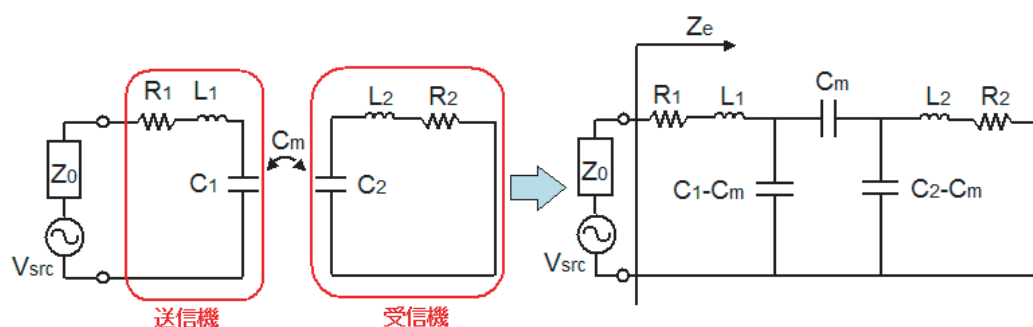 R1 L1
Z0
Vsrc
C1
Cm
L2 R2
C2
送信機
受信機
Ze
R1 L1
Cm
L2 R2
Z0
Vsrc
C1-Cm
C2-Cm